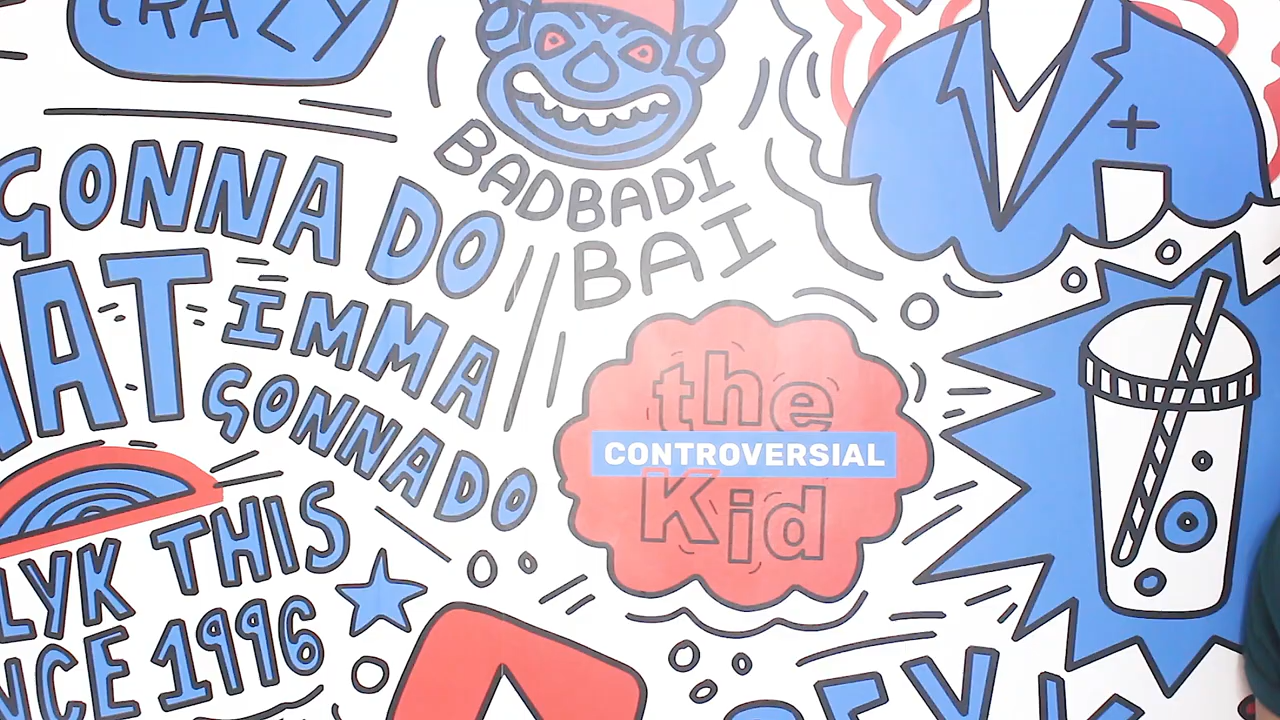 CRAZY
BADBADI
BAI
GONNA DO
AT
IMMA
GONNADO
the
CONTROVERSIAL
Kid
LYK THIS
NCE 1996